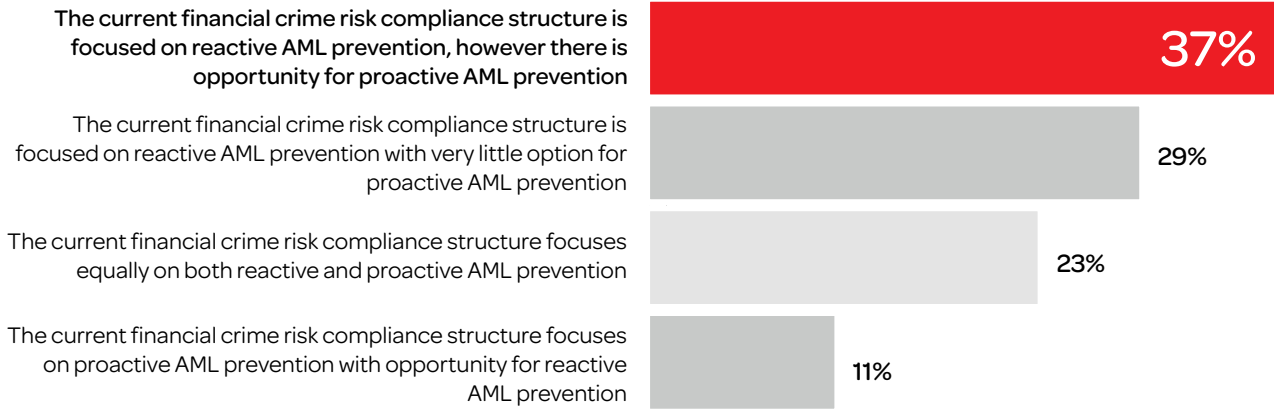 The current financial crime risk compliance structure is
focused on reactive AML prevention, however there is
opportunity for proactive AML prevention
37%
The current financial crime risk compliance structure is
focused on reactive AML prevention with very little option for
proactive AML prevention
29%
The current financial crime risk compliance structure focuses
equally on both reactive and proactive AML prevention
23%
The current financial crime risk compliance structure focuses
on proactive AML prevention with opportunity for reactive
AML prevention
11%